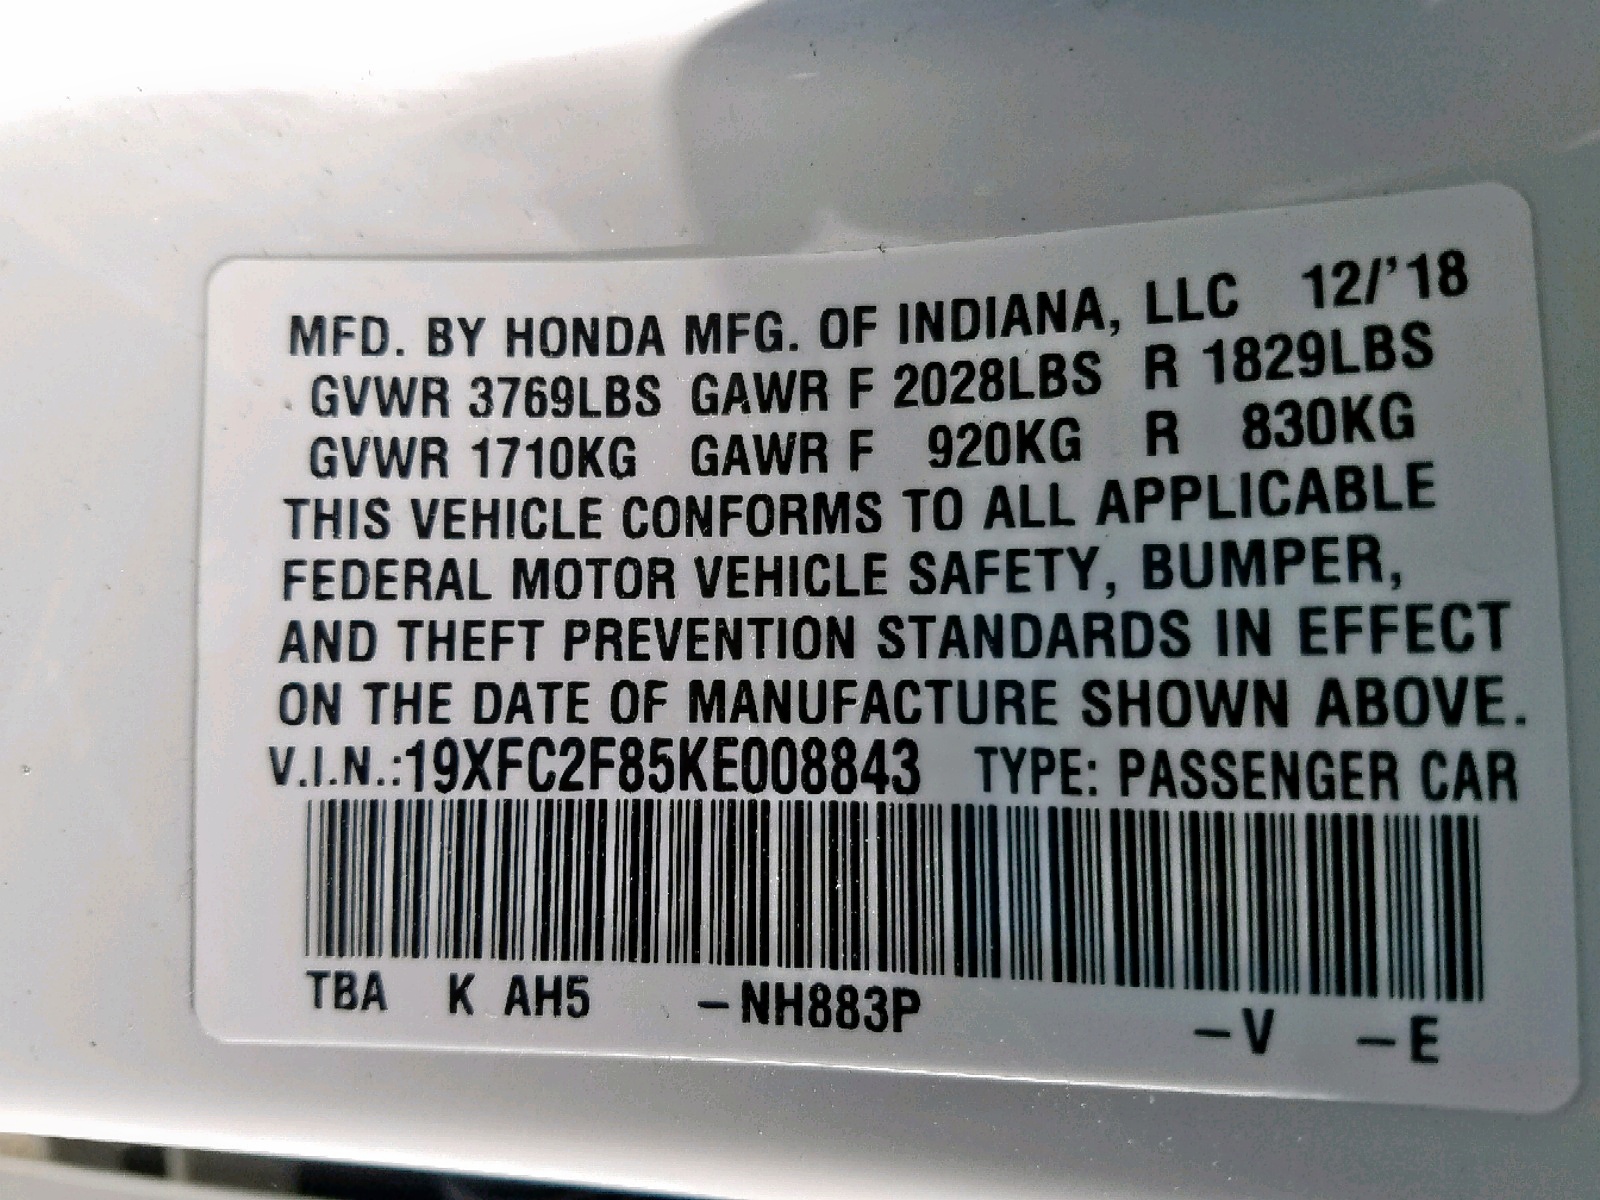 MFD. BY HONDA MFG. OF INDIANA, LLC 12/'18
GVWR 3769LBS GAWR F 2028LBS R 1829LBS
GVWR 1710KG GAWR F 920KG R 830KG
THIS VEHICLE CONFORMS TO ALL APPLICABLE
FEDERAL MOTOR VEHICLE SAFETY, BUMPER,
AND THEFT PREVENTION STANDARDS IN EFFECT
ON THE DATE OF MANUFACTURE SHOWN ABOVE.
V.I.N.:19XFC2F85KE008843 TYPE: PASSENGER CAR
TBA K AH5 -NH883P -V -E